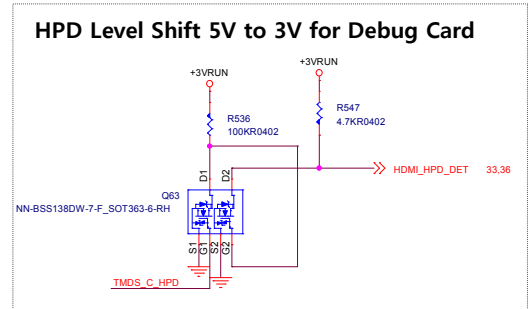 HPD Level Shift 5V to 3V for Debug Card
+3VRUN
+3VRUN
R536
100KR0402
R547
4.7KR0402
D1
D2
HDMI_HPD_DET 33,36
Q63
NN-BSS138DW-7-F_SOT363-6-RH
S1
G1
S2
G2
TMDS_C_HPD